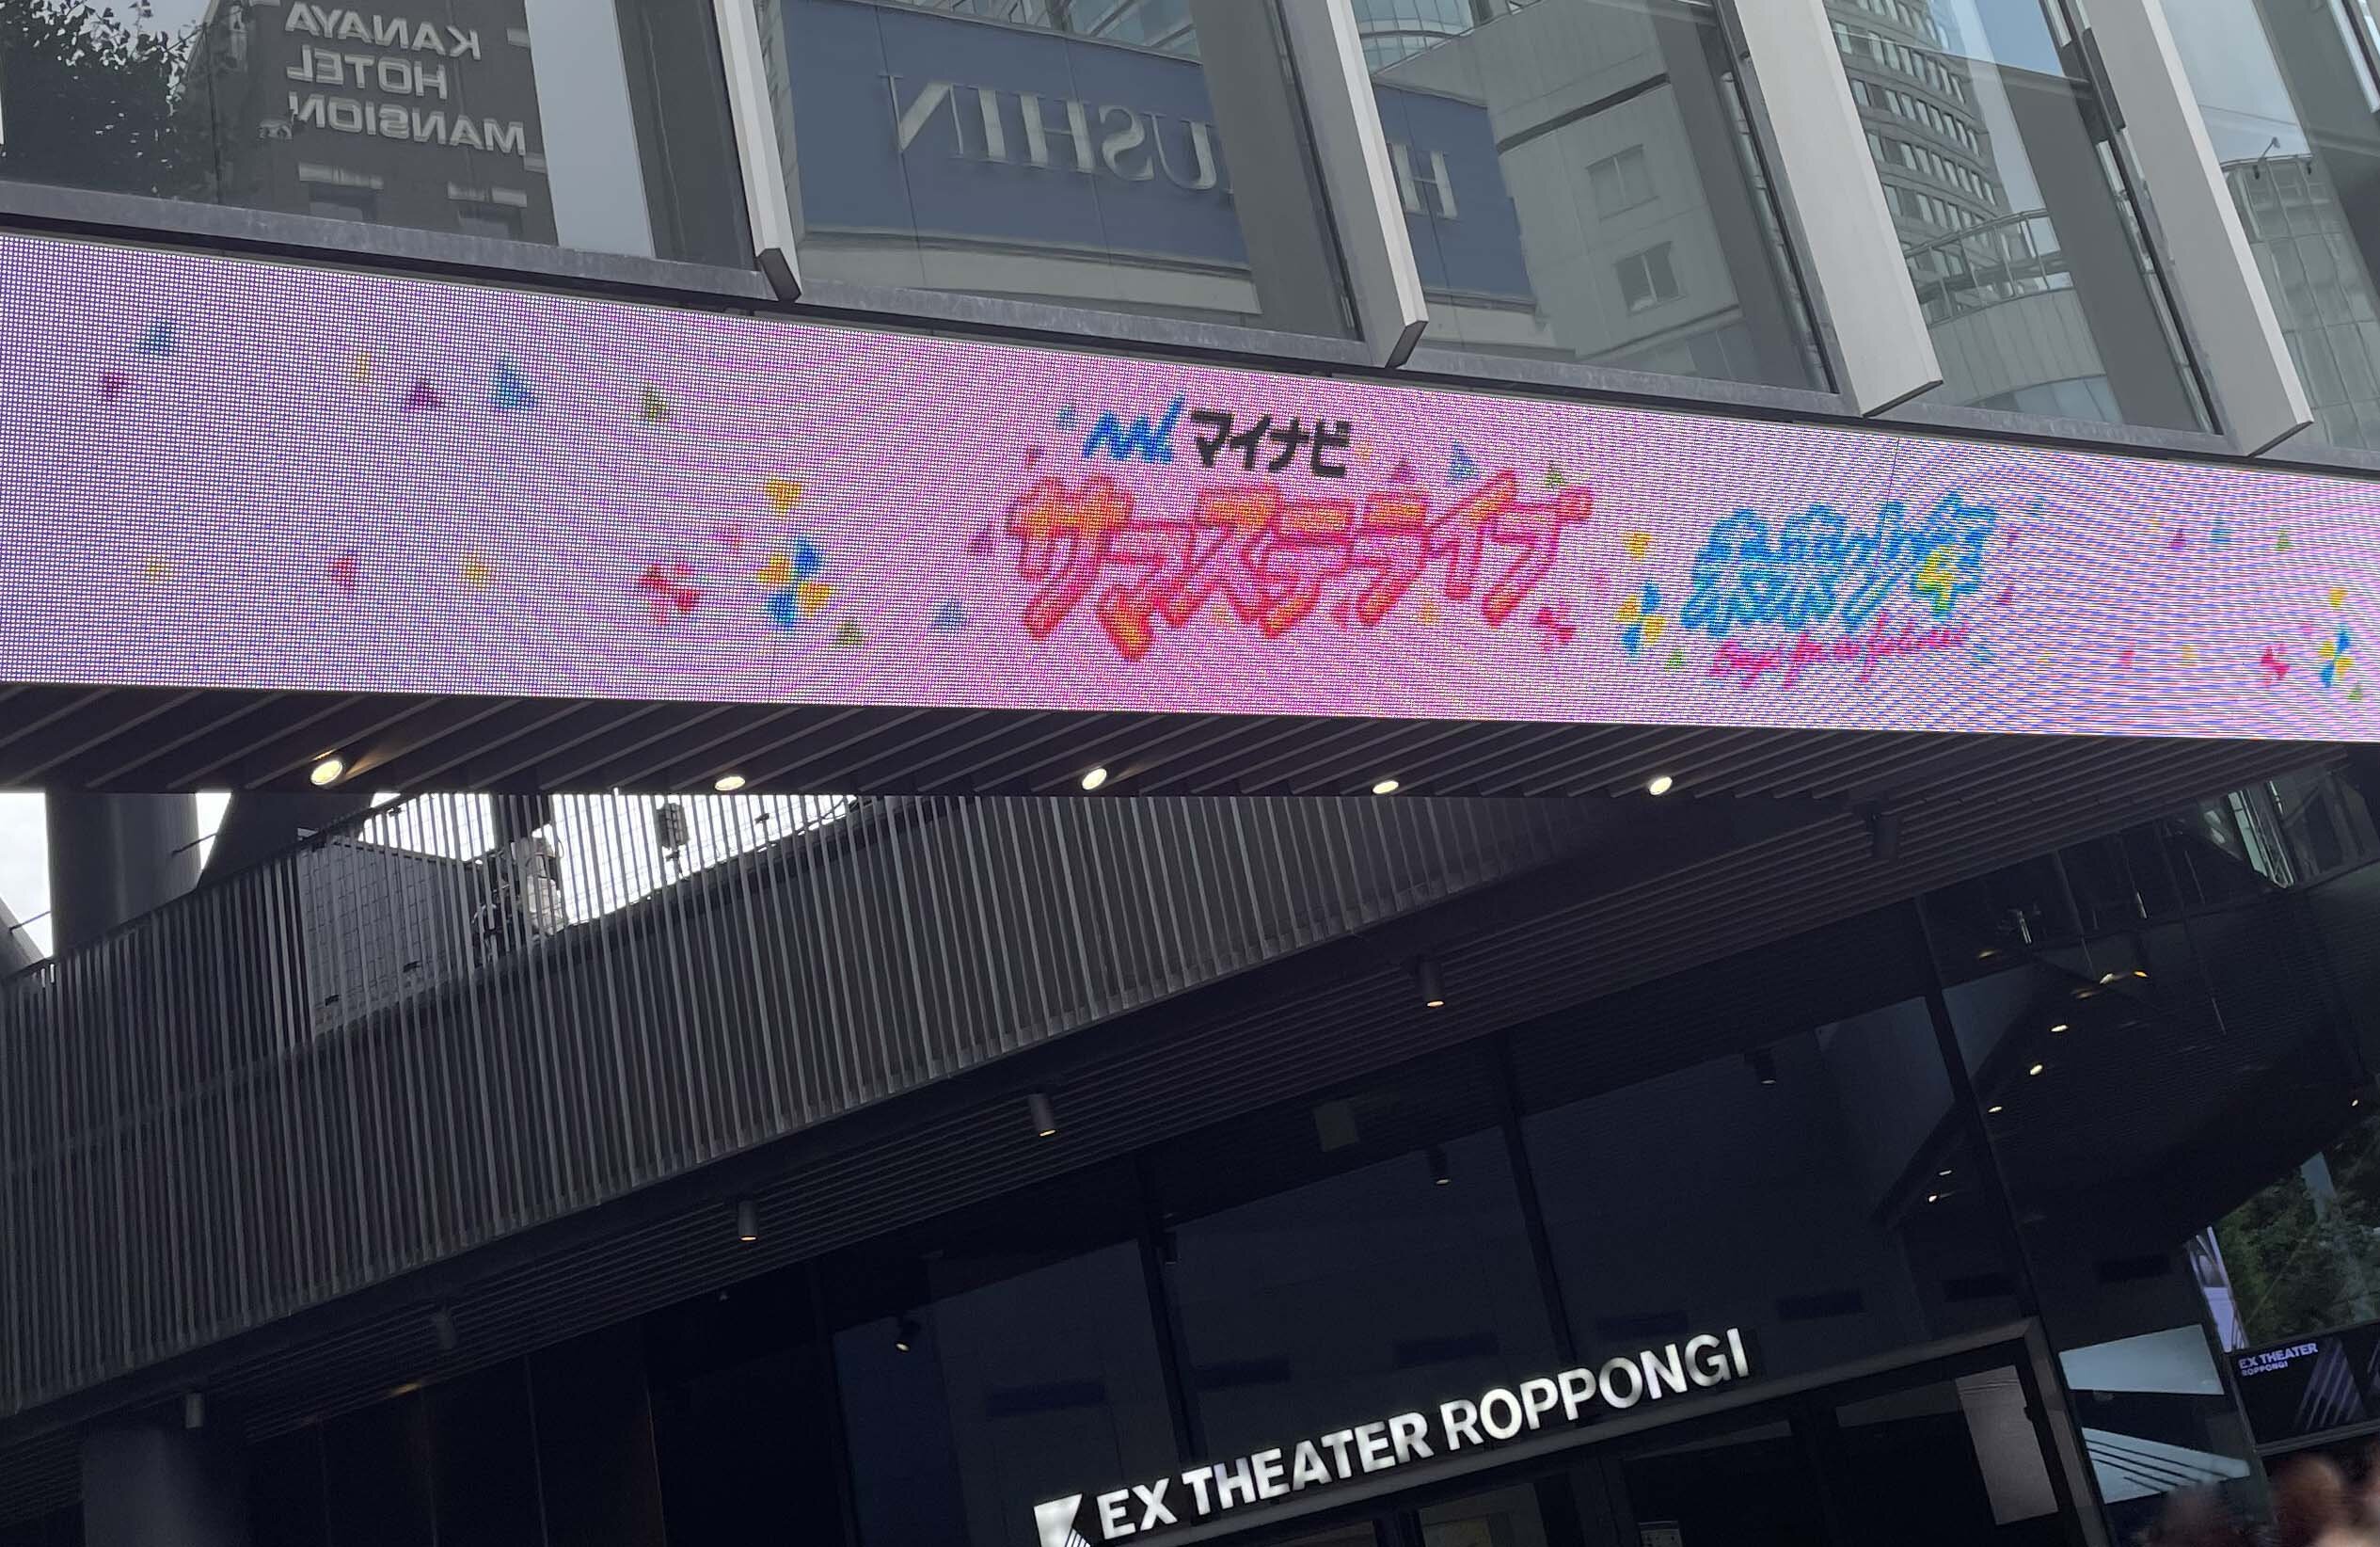 KANAYA
HOTEL
MANSION
USHIN
マイナビ
サマステライブ
EX THEATER ROPPONGI
EX THEATER
ROPPONGI